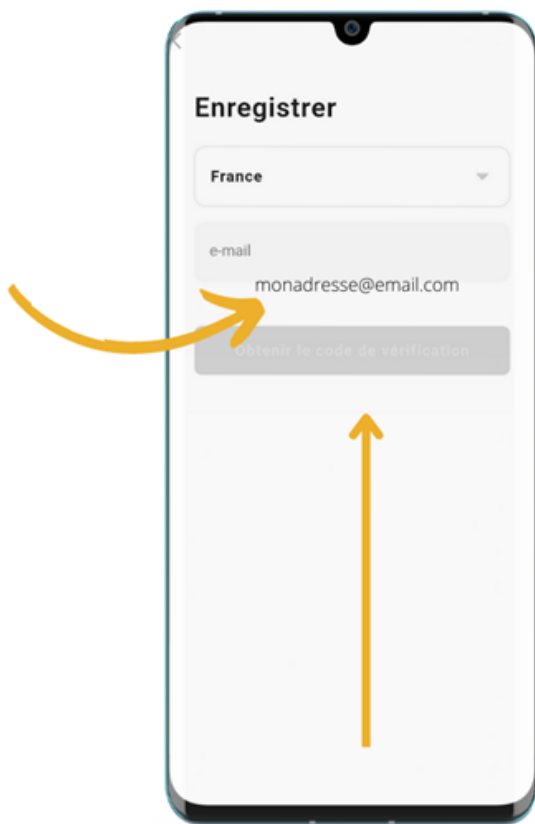 Enregistrer
France
e-mail
monadresse@email.com
Obtenir le code de vérification